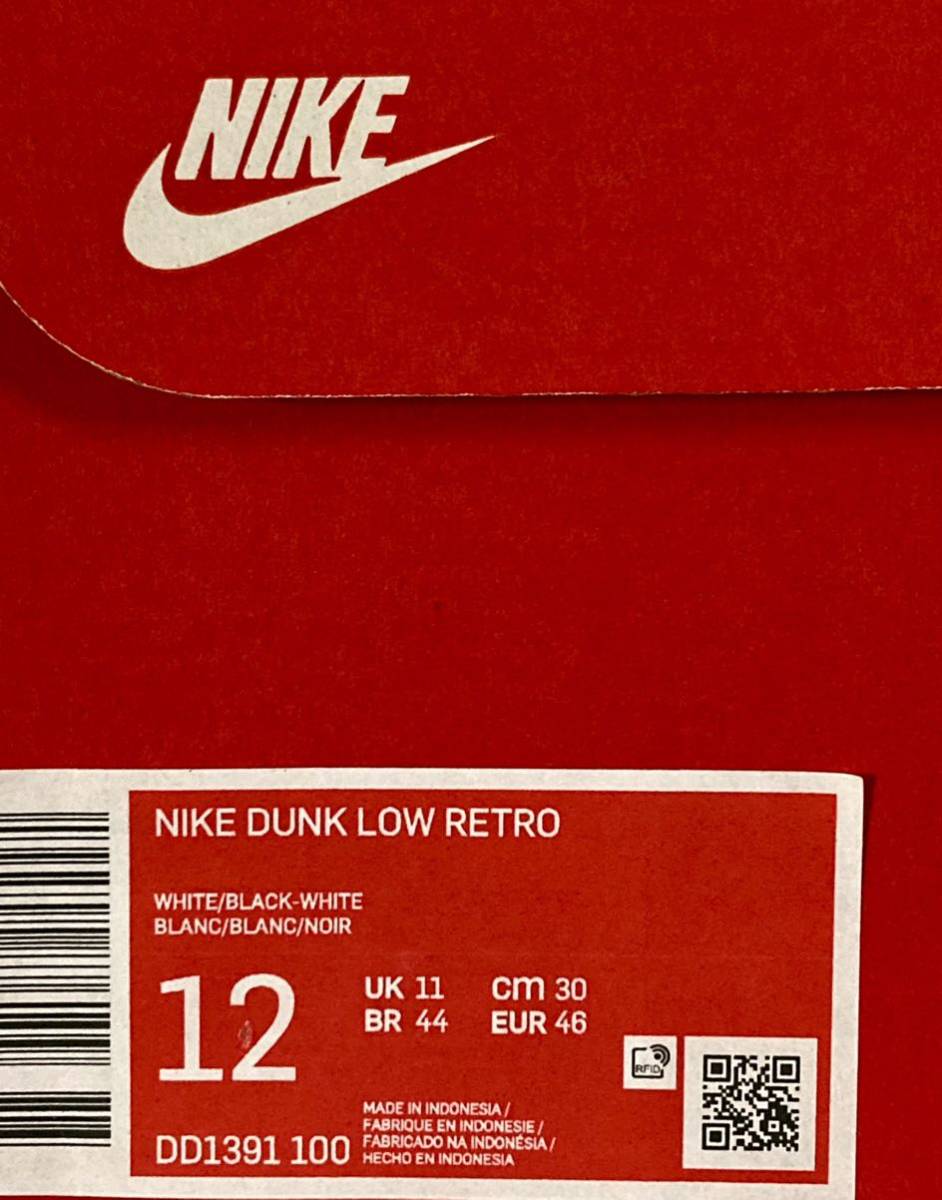 NIKE
NIKE DUNK LOW RETRO
WHITE/BLACK-WHITE
BLANC/BLANC/NOIR
12
UK 11 cm 30
BR 44 EUR 46
RFID
DD1391 100
MADE IN INDONESIA /
FABRIQUE EN INDONESIE /
FABRICADO NA INDONÉSIA /
HECHO EN INDONESIA